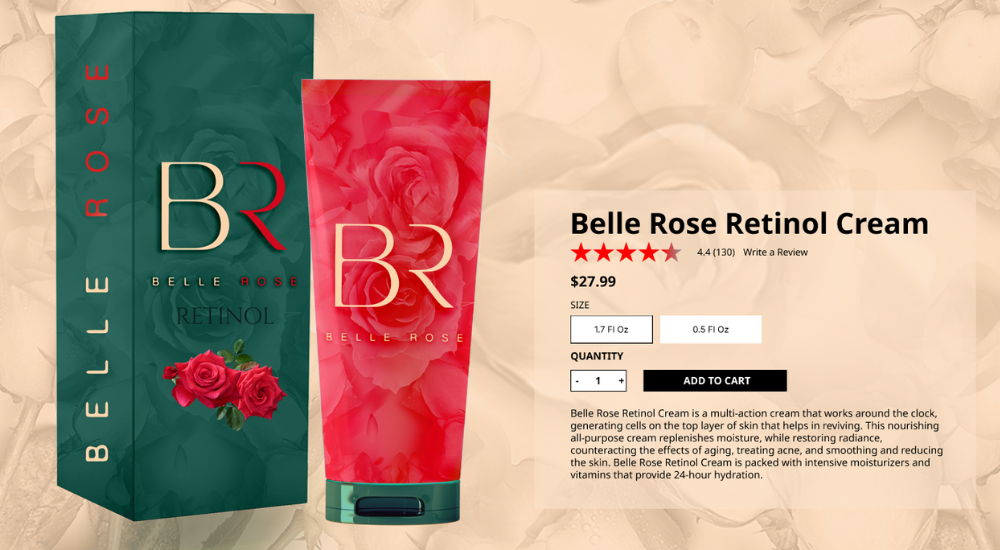 BELLE ROSE
BR
BELLE ROSE
RETINOL
BR
BELLE ROSE
Belle Rose Retinol Cream
4.4 (130) Write a Review
$27.99
SIZE
1.7 Fl Oz 0.5 Fl Oz
QUANTITY
- 1 + ADD TO CART
Belle Rose Retinol Cream is a multi-action cream that works around the clock,
generating cells on the top layer of skin that helps in reviving. This nourishing
all-purpose cream replenishes moisture, while restoring radiance,
counteracting the effects of aging, treating acne, and smoothing and reducing
the skin. Belle Rose Retinol Cream is packed with intensive moisturizers and
vitamins that provide 24-hour hydration.